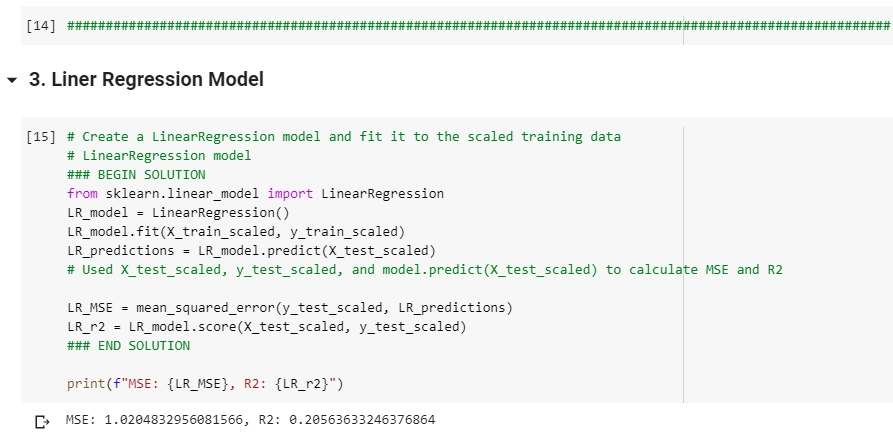 [14] ###########################################################################################################
3. Liner Regression Model
[15] # Create a LinearRegression model and fit it to the scaled training data
# LinearRegression model
### BEGIN SOLUTION
from sklearn.linear_model import LinearRegression
LR_model = LinearRegression()
LR_model.fit(X_train_scaled, y_train_scaled)
LR_predictions = LR_model.predict(X_test_scaled)
# Used X_test_scaled, y_test_scaled, and model.predict(X_test_scaled) to calculate MSE and R2
LR_MSE = mean_squared_error(y_test_scaled, LR_predictions)
LR_r2 = LR_model.score(X_test_scaled, y_test_scaled)
### END SOLUTION
print(f"MSE: {LR_MSE}, R2: {LR_r2}")
MSE: 1.0204832956081566, R2: 0.20563633246376864